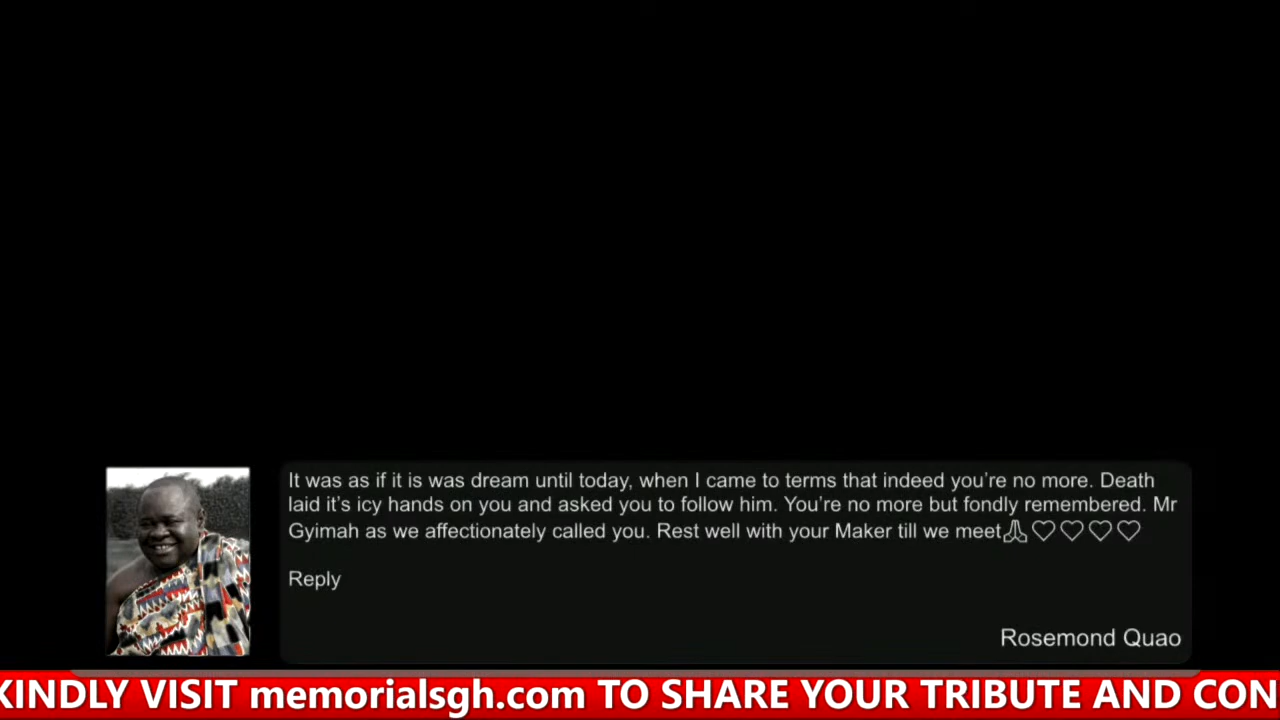 It was as if it is was dream until today, when I came to terms that indeed you're no more. Death
laid it's icy hands on you and asked you to follow him. You're no more but fondly remembered. Mr
Gyimah as we affectionately called you. Rest well with your Maker till we meet🙏♡♡♡♡
Reply
Rosemond Quao
KINDLY VISIT memorialsgh.com TO SHARE YOUR TRIBUTE AND CON